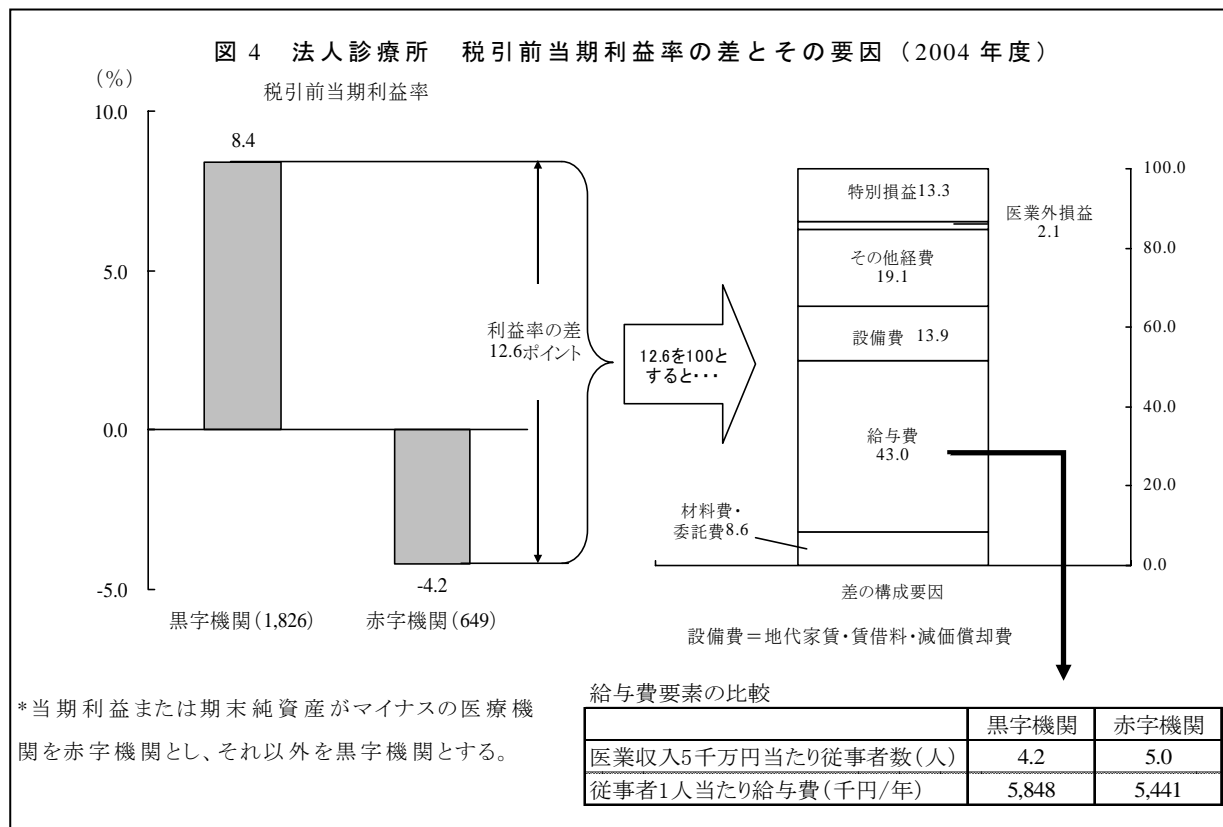 図 4 法人診療所 税引前当期利益率の差とその要因（2004 年度）
（%）
税引前当期利益率
10.0
5.0
0.0
-5.0
8.4
-4.2
黒字機関（1,826）
赤字機関（649）
利益率の差
12.6ポイント
12.6を100と
すると・・・
特別損益13.3
医業外損益
2.1
その他経費
19.1
設備費 13.9
給与費
43.0
材料費・
委託費8.6
100.0
80.0
60.0
40.0
20.0
0.0
差の構成要因
設備費＝地代家賃・賃借料・減価償却費
*当期利益または期末純資産がマイナスの医療機
関を赤字機関とし、それ以外を黒字機関とする。
給与費要素の比較
黒字機関 赤字機関
医業収入5千万円当たり従事者数（人） 4.2 5.0
従事者1人当たり給与費（千円/年） 5,848 5,441